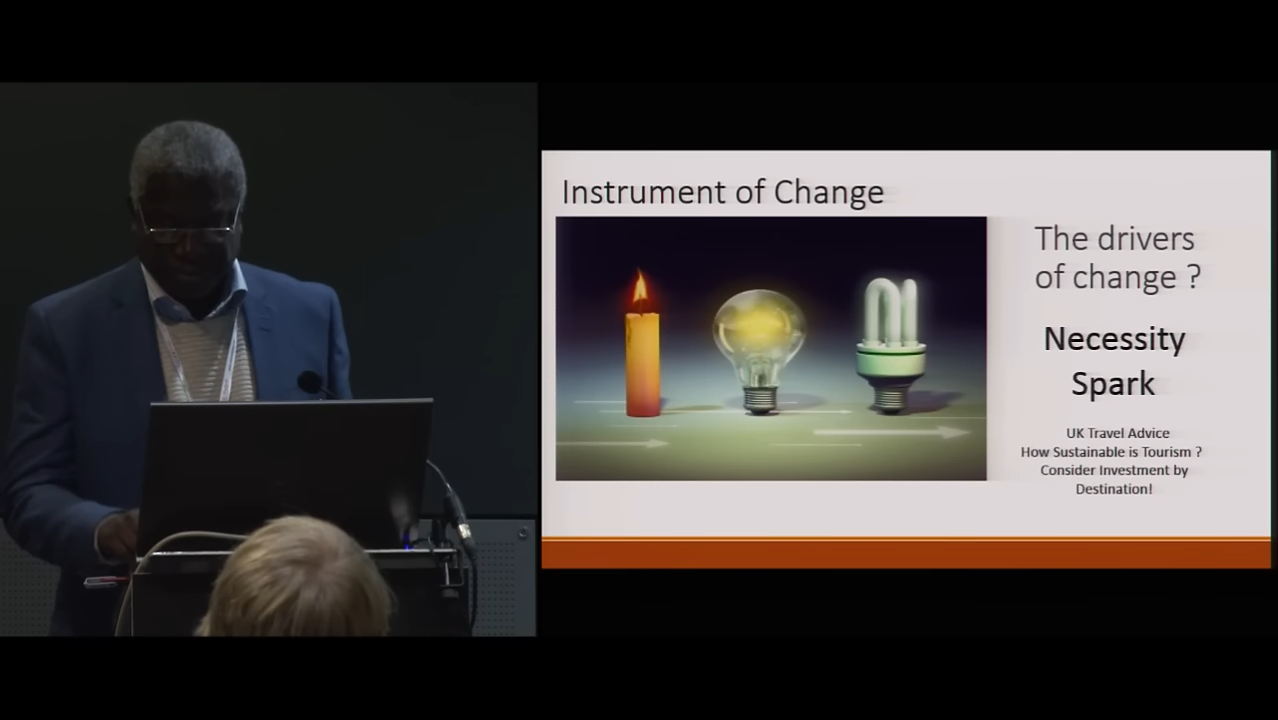 Instrument of Change
The drivers
of change ?
Necessity
Spark
UK Travel Advice
How Sustainable is Tourism ?
Consider Investment by
Destination!